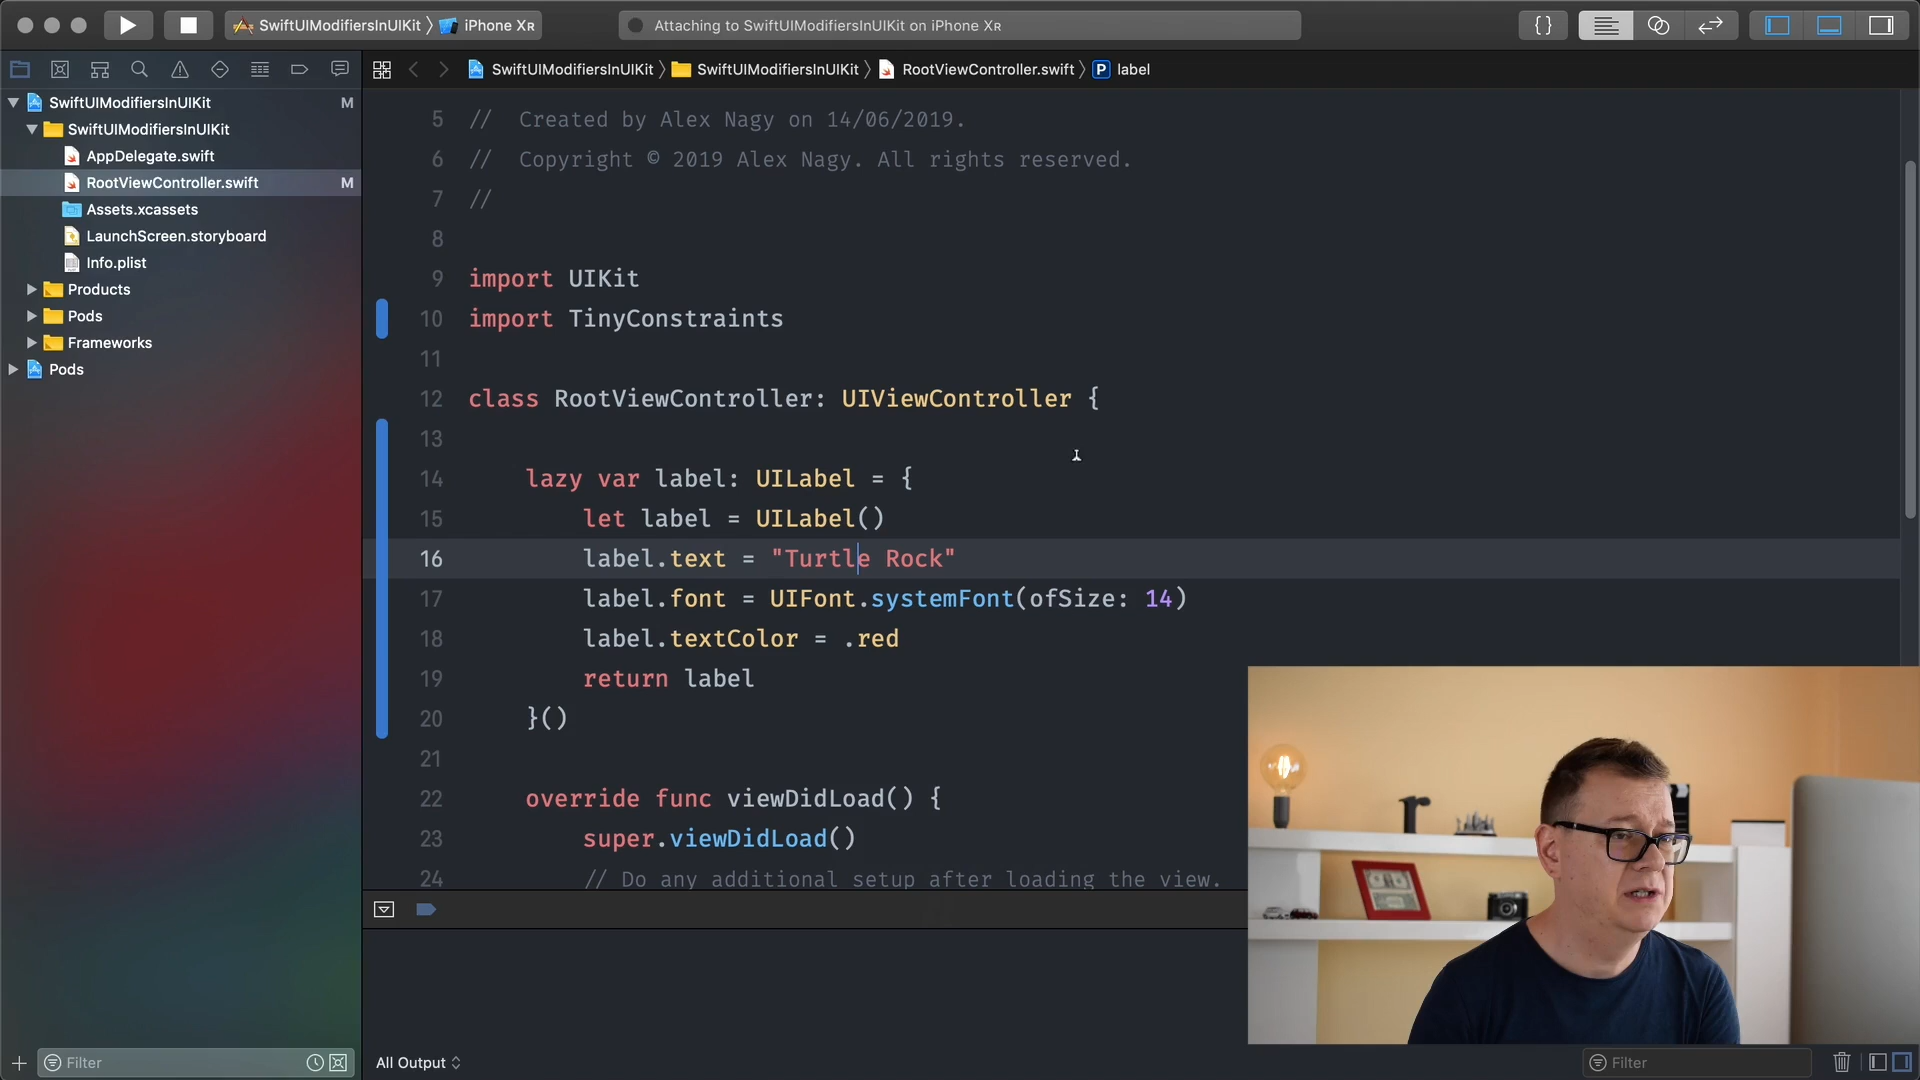 SwiftUIModifiersInUIKit 〉 iPhone XR
Attaching to SwiftUIModifiersInUIKit on iPhone XR
{}
SwiftUIModifiersInUIKit 〉 SwiftUIModifiersInUIKit 〉 RootViewController.swift 〉 P label
SwiftUIModifiersInUIKit M
SwiftUIModifiersInUIKit
AppDelegate.swift
RootViewController.swift M
Assets.xcassets
LaunchScreen.storyboard
Info.plist
Products
Pods
Frameworks
Pods
5 // Created by Alex Nagy on 14/06/2019.
6 // Copyright © 2019 Alex Nagy. All rights reserved.
7 //
8
9 import UIKit
10 import TinyConstraints
11
12 class RootViewController: UIViewController {
13
14 lazy var label: UILabel = {
15 let label = UILabel()
16 label.text = "Turtle Rock"
17 label.font = UIFont.systemFont(ofSize: 14)
18 label.textColor = .red
19 return label
20 }()
21
22 override func viewDidLoad() {
23 super.viewDidLoad()
24 // Do any additional setup after loading the view.
Filter
All Output
Filter